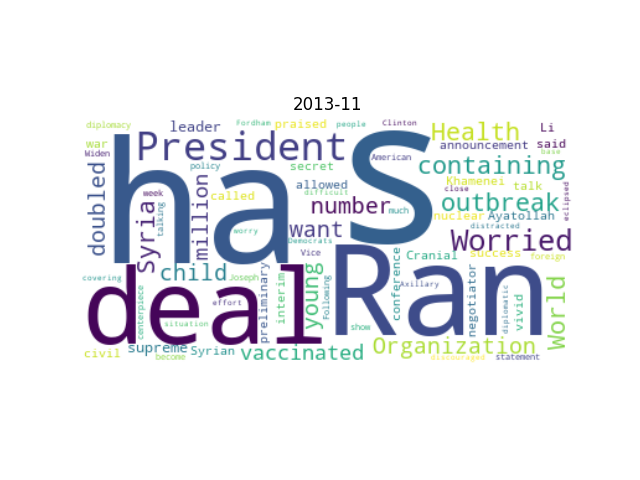 2013-11
diplomacy
leader
Fordham
praised
people
Clinton
Health
Li
war
President
American
announcement
said
Widen
policy
secret
containing
base
doubled
haS
week
million
called
allowed
difficult
Khamenei
talk
close
eclipsed
Syria
talking
number
much
outbreak
nuclear
Ayatollah
want
worry
Democrats
distracted
Worried
child
Joseph
Vice
conference
Cranial
success
foreign
covering
deal
preliminary
interim
young
Following
Ran
Axillary
negotiator
diplomatic
vivid
World
centerpiece
effort
situation
show
civil
supreme
Syrian
become
vaccinated
Organization
discouraged
statement